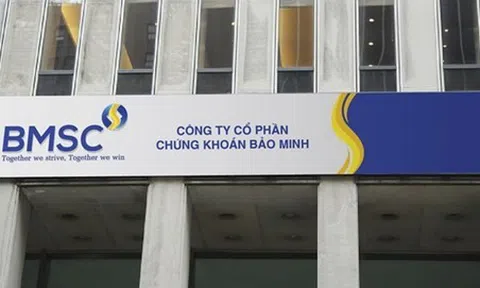 BMSC
Together we strive, Together we win
CÔNG TY CỔ PHẦN
CHỨNG KHOÁN BẢO MINH